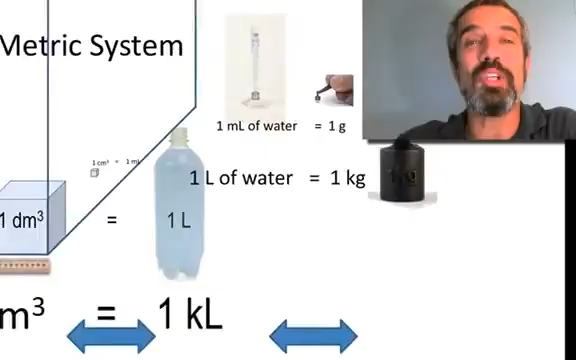 Metric System
1 mL of water = 1 g
1 cm³ = 1 mL
1 L of water = 1 kg
1 dm³ = 1 L
m³ = 1 kL